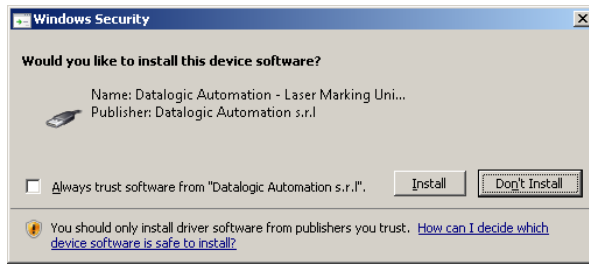 Windows Security
Would you like to install this device software?
Name: Datalogic Automation - Laser Marking Uni...
Publisher: Datalogic Automation s.r.l
Always trust software from "Datalogic Automation s.r.l".
Install
Don't Install
You should only install driver software from publishers you trust. How can I decide which
device software is safe to install?